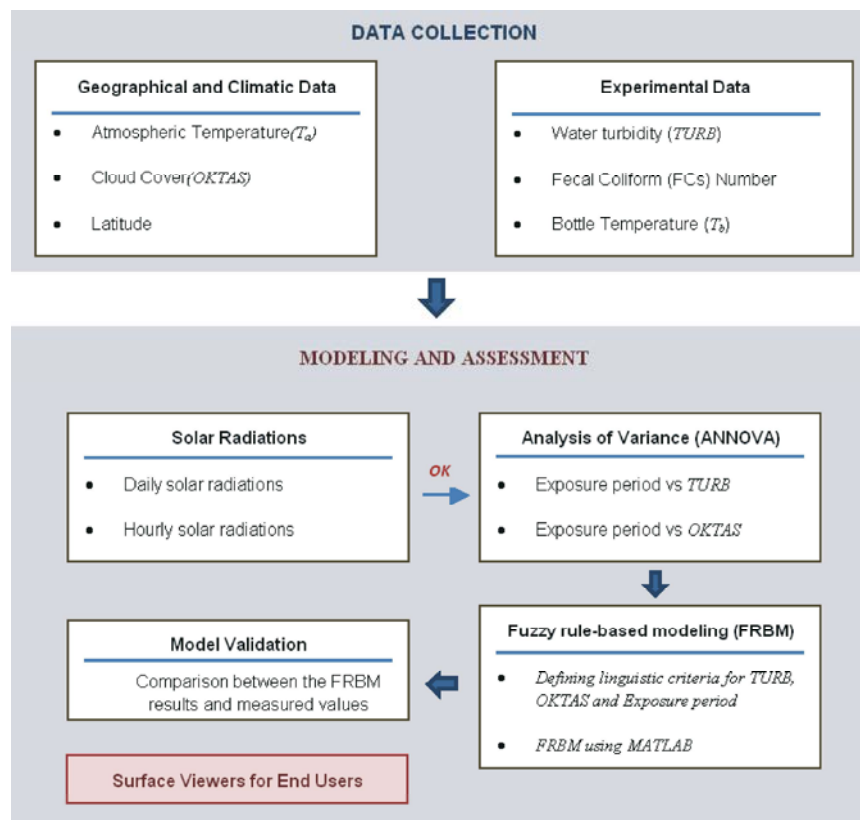 DATA COLLECTION
Geographical and Climatic Data
• Atmospheric Temperature(Ta)
• Cloud Cover(OKTAS)
• Latitude
Experimental Data
• Water turbidity (TURB)
• Fecal Coliform (FCs) Number
• Bottle Temperature (Tb)
MODELING AND ASSESSMENT
Solar Radiations
• Daily solar radiations
• Hourly solar radiations
OK
Analysis of Variance (ANNOVA)
• Exposure period vs TURB
• Exposure period vs OKTAS
Fuzzy rule-based modeling (FRBM)
• Defining linguistic criteria for TURB,
OKTAS and Exposure period
• FRBM using MATLAB
Model Validation
Comparison between the FRBM
results and measured values
Surface Viewers for End Users